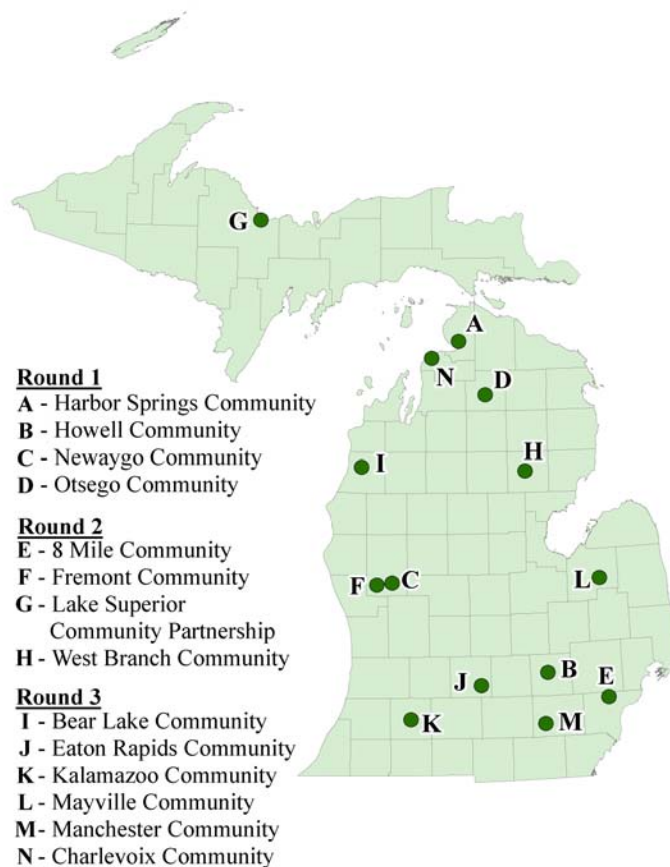 G
A
N
D
I
H
F
C
L
J
B
E
K
M
Round 1
A - Harbor Springs Community
B - Howell Community
C - Newaygo Community
D - Otsego Community
Round 2
E - 8 Mile Community
F - Fremont Community
G - Lake Superior
Community Partnership
H - West Branch Community
Round 3
I - Bear Lake Community
J - Eaton Rapids Community
K - Kalamazoo Community
L - Mayville Community
M - Manchester Community
N - Charlevoix Community